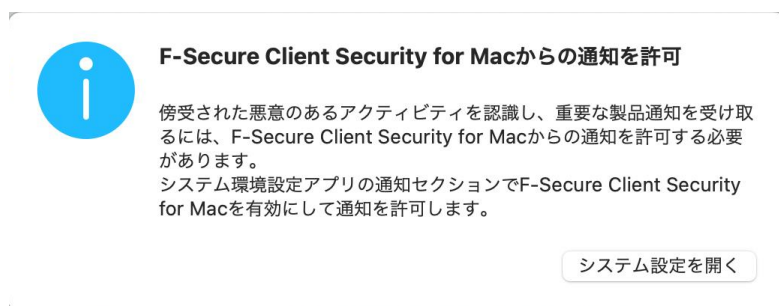 F-Secure Client Security for Macからの通知を許可
傍受された悪意のあるアクティビティを認識し、重要な製品通知を受け取
るには、F-Secure Client Security for Macからの通知を許可する必要
があります。
システム環境設定アプリの通知セクションでF-Secure Client Security
for Macを有効にして通知を許可します。
システム設定を開く